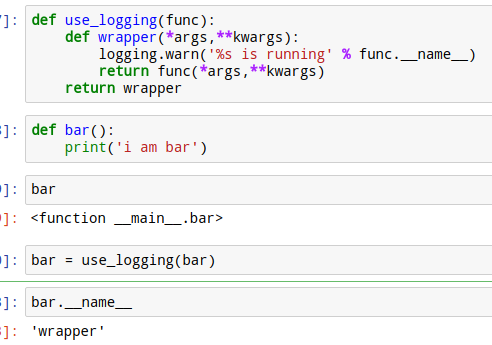 7]: def use_logging(func):
    def wrapper(*args,**kwargs):
        logging.warn('%s is running' % func.__name__)
        return func(*args,**kwargs)
    return wrapper
]: def bar():
    print('i am bar')
]: bar
]: <function __main__.bar>
]: bar = use_logging(bar)
]: bar.__name__
]: 'wrapper'